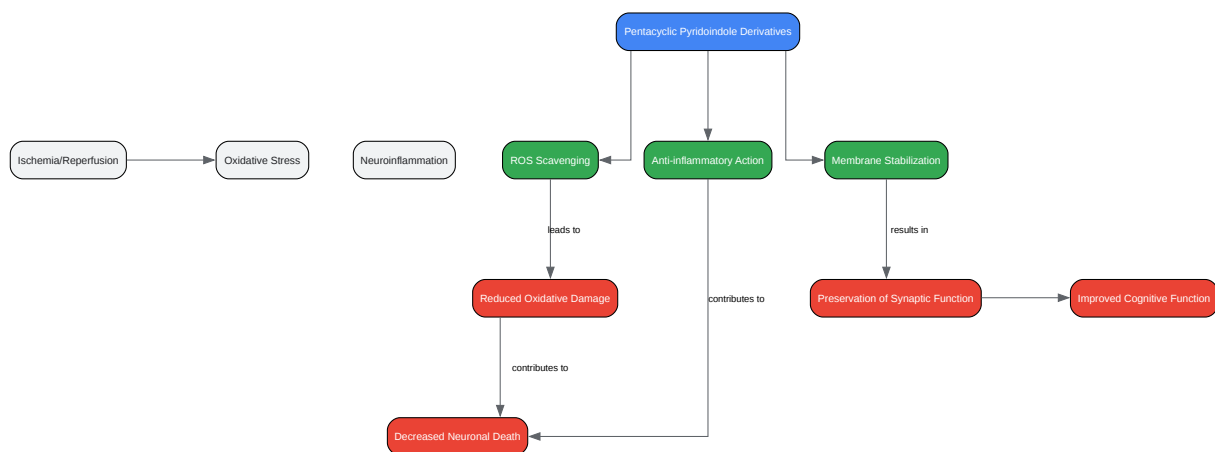 Pentacyclic Pyridoindole Derivatives
Ischemia/Reperfusion
Oxidative Stress
Neuroinflammation
ROS Scavenging
Anti-inflammatory Action
Membrane Stabilization
leads to
results in
Reduced Oxidative Damage
contributes to
Preservation of Synaptic Function
Improved Cognitive Function
contributes to
Decreased Neuronal Death